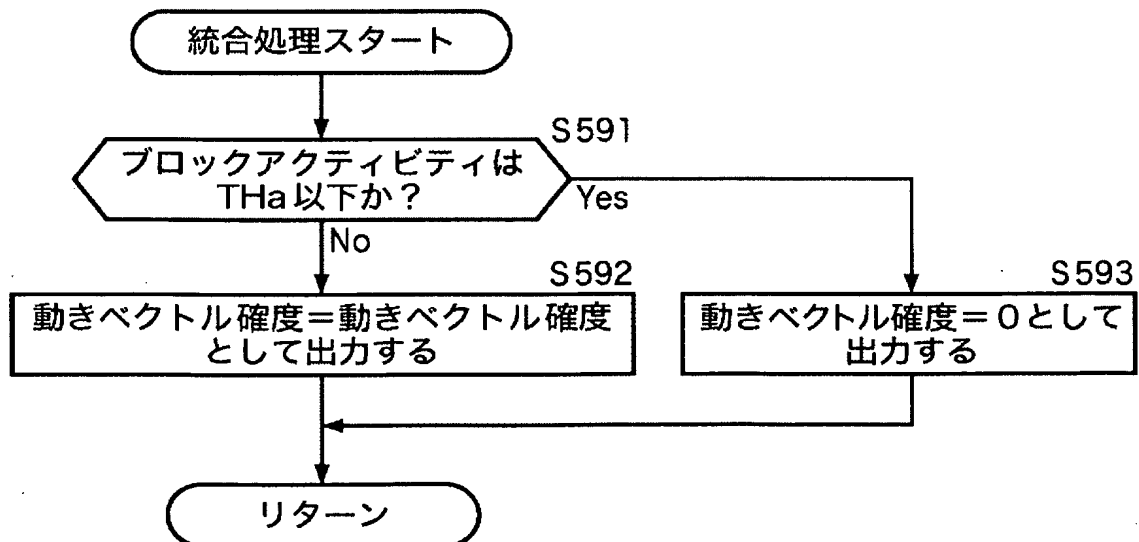 統合処理スタート
S591
ブロックアクティビティは
THa以下か？
Yes
No
S592
動きベクトル確度＝動きベクトル確度
として出力する
S593
動きベクトル確度＝0として
出力する
リターン